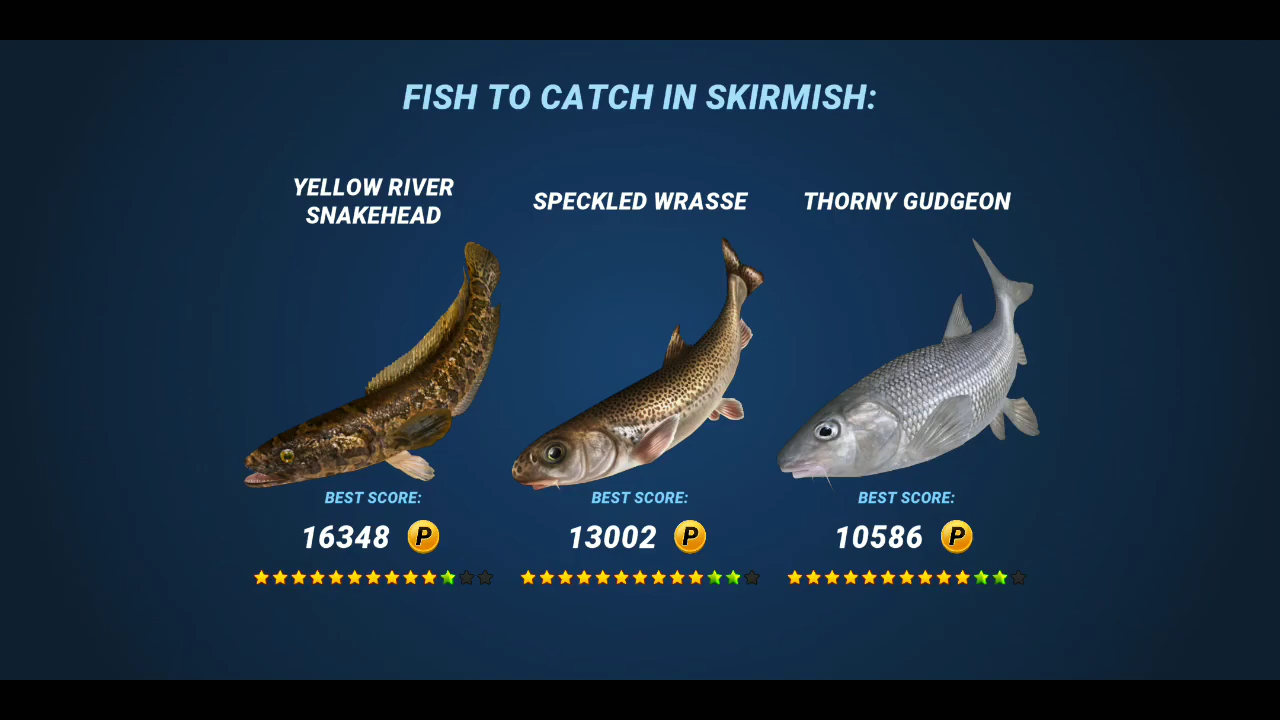 FISH TO CATCH IN SKIRMISH:
YELLOW RIVER
SNAKEHEAD
SPECKLED WRASSE
THORNY GUDGEON
BEST SCORE:
BEST SCORE:
BEST SCORE:
16348 P
13002 P
10586 P